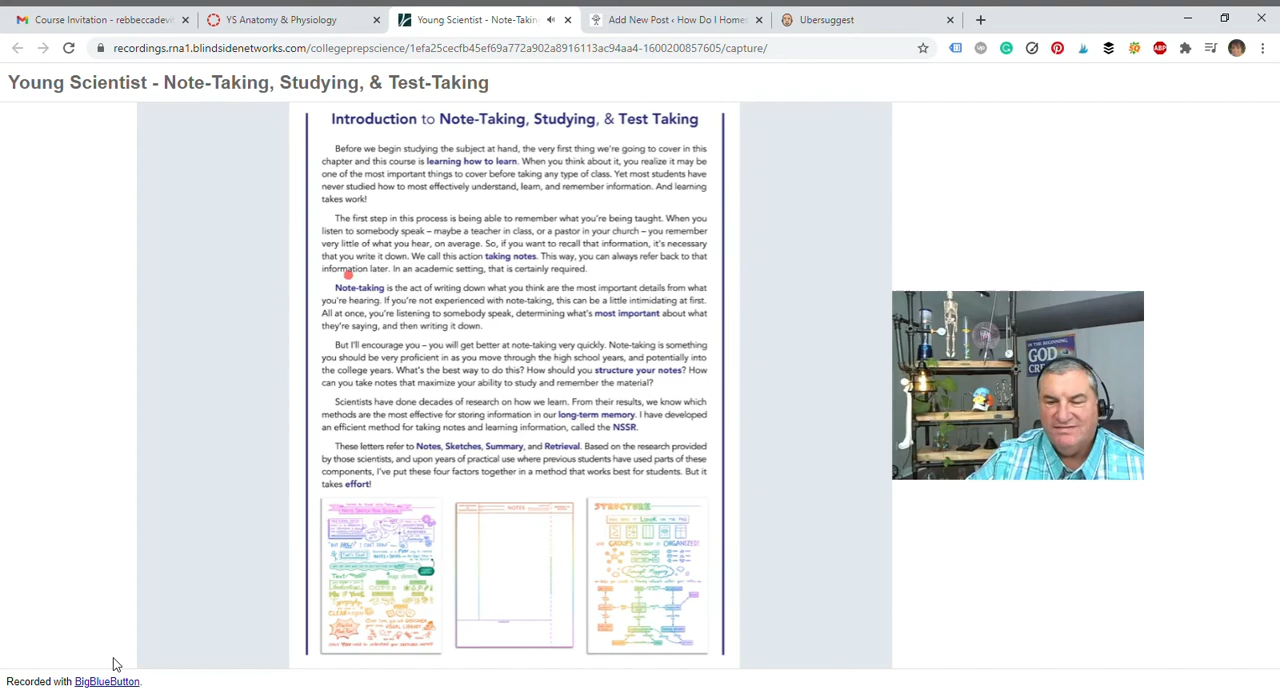 Course Invitation - rebbeccadevi
YS Anatomy & Physiology
Young Scientist - Note-Takin
Add New Post ‹ How Do I Homes
Ubersuggest
recordings.rna1.blindsidenetworks.com/collegeprepscience/1efa25cecfb45ef69a772a902a8916113ac94aa4-1600200857605/capture/
Young Scientist - Note-Taking, Studying, & Test-Taking
Introduction to Note-Taking, Studying, & Test Taking
Before we begin studying the subject at hand, the very first thing we're going to cover in this
chapter and this course is learning how to learn. When you think about it, you realize it may be
one of the most important things to cover before taking any type of class. Yet most students have
never studied how to most effectively understand, learn, and remember information. And learning
takes work!
The first step in this process is being able to remember what you're being taught. When you
listen to somebody speak – maybe a teacher in class, or a pastor in your church – you remember
very little of what you hear, on average. So, if you want to recall that information, it's necessary
that you write it down. We call this action taking notes. This way, you can always refer back to that
information later. In an academic setting, that is certainly required.
Note-taking is the act of writing down what you think are the most important details from what
you're hearing. If you're not experienced with note-taking, this can be a little intimidating at first.
All at once, you're listening to somebody speak, determining what's most important about what
they're saying, and then writing it down.
But I'll encourage you – you will get better at note-taking very quickly. Note-taking is something
you should be very proficient in as you move through the high school years, and potentially into
the college years. What's the best way to do this? How should you structure your notes? How
can you take notes that maximize your ability to study and remember the material?
Scientists have done decades of research on how we learn. From their results, we know which
methods are the most effective for storing information in our long-term memory. I have developed
an efficient method for taking notes and learning information, called the NSSR.
These letters refer to Notes, Sketches, Summary, and Retrieval. Based on the research provided
by those scientists, and upon years of practical use where previous students have used parts of these
components, I've put these four factors together in a method that works best for students. But it
takes effort!
NOTES
STRUCTURE
IN THE BEGINNING,
GOD
Recorded with BigBlueButton.